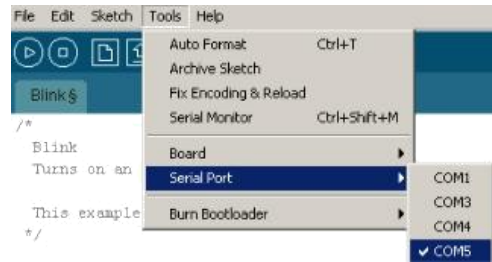 File Edit Sketch Tools Help
Auto Format Ctrl+T
Archive Sketch
Fix Encoding & Reload
Serial Monitor Ctrl+Shift+M
Board
Serial Port
Burn Bootloader
COM1
COM3
COM4
✔ COM5
Blink§
/*
Blink
Turns on an
This example
*/